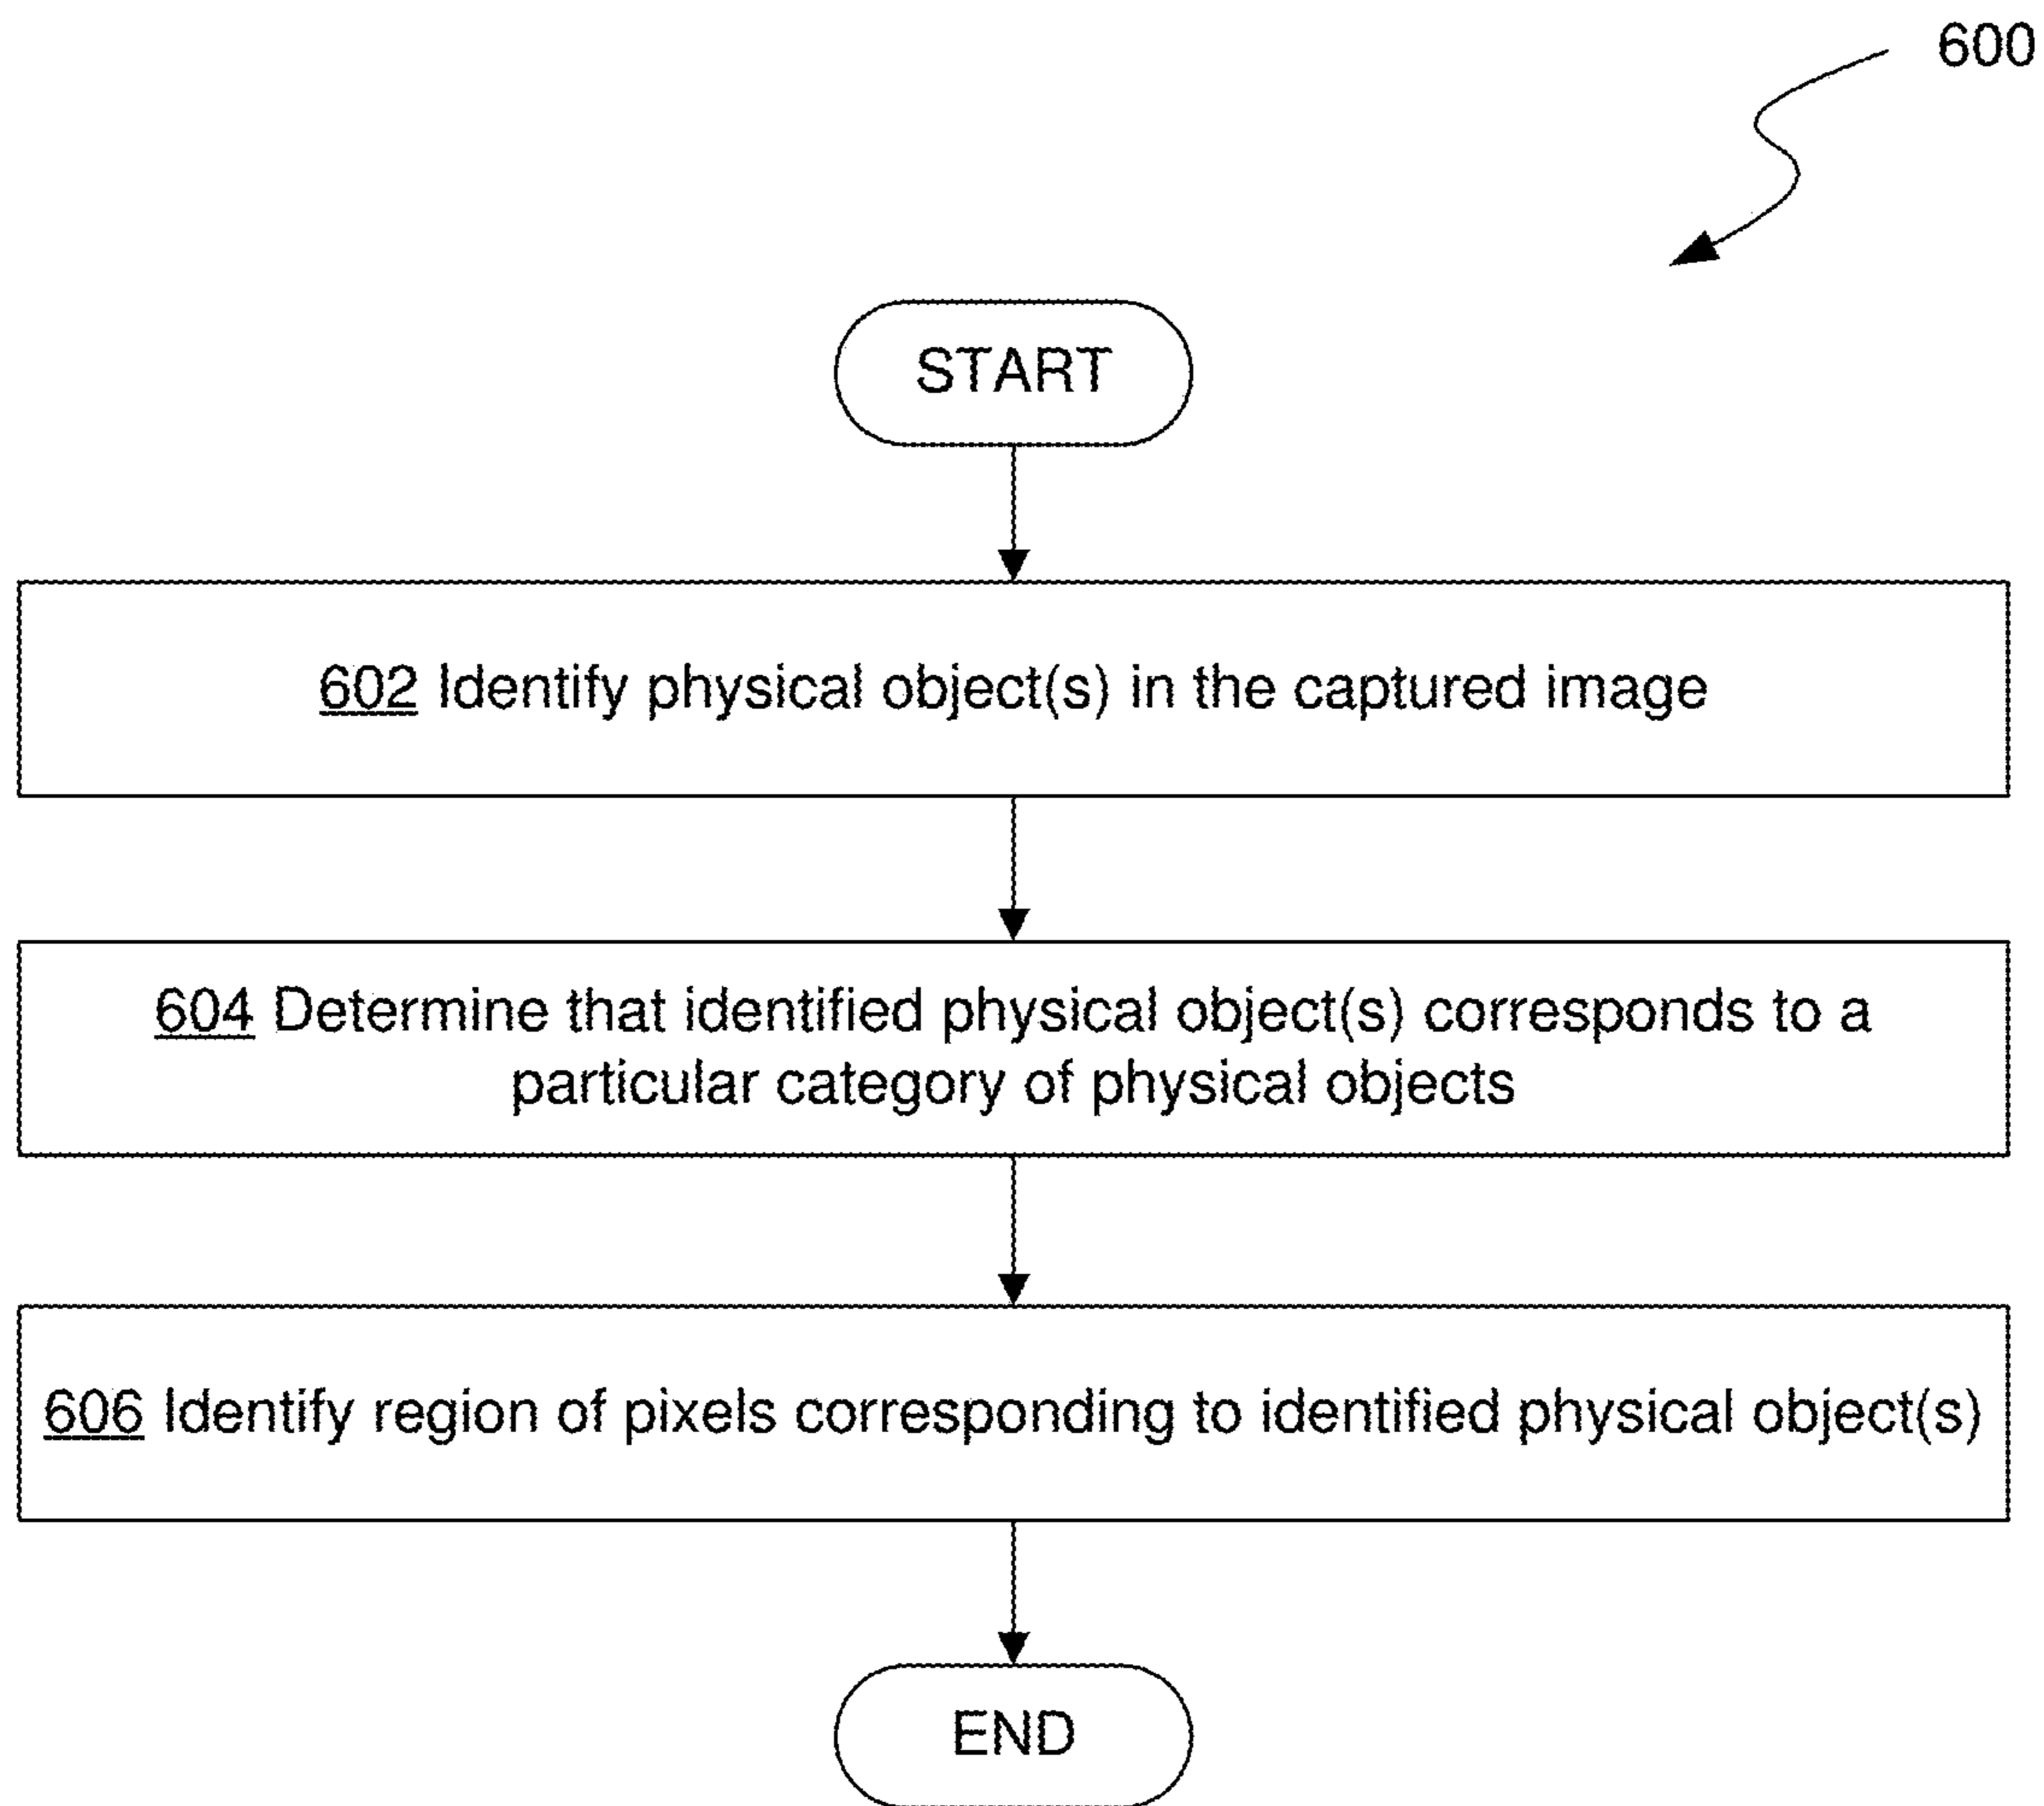 600
START
602 Identify physical object(s) in the captured image
604 Determine that identified physical object(s) corresponds to a
particular category of physical objects
606 Identify region of pixels corresponding to identified physical object(s)
END